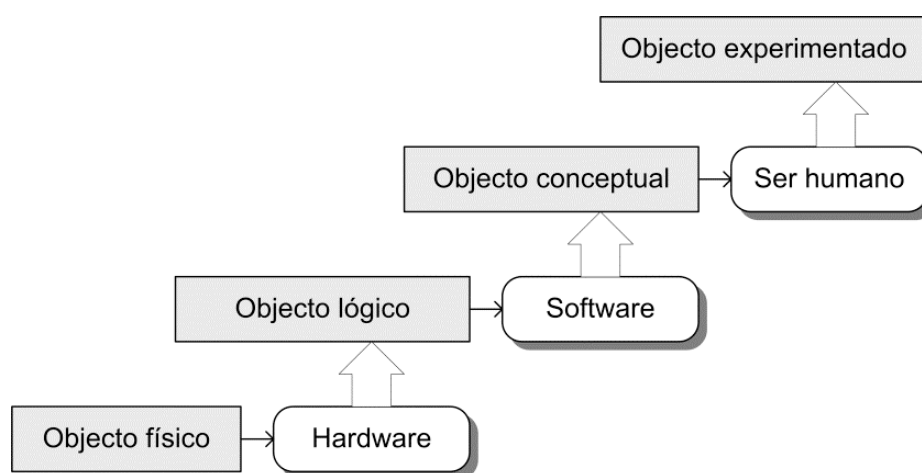 Objecto experimentado
Objecto conceptual
Ser humano
Objecto lógico
Software
Objecto físico
Hardware